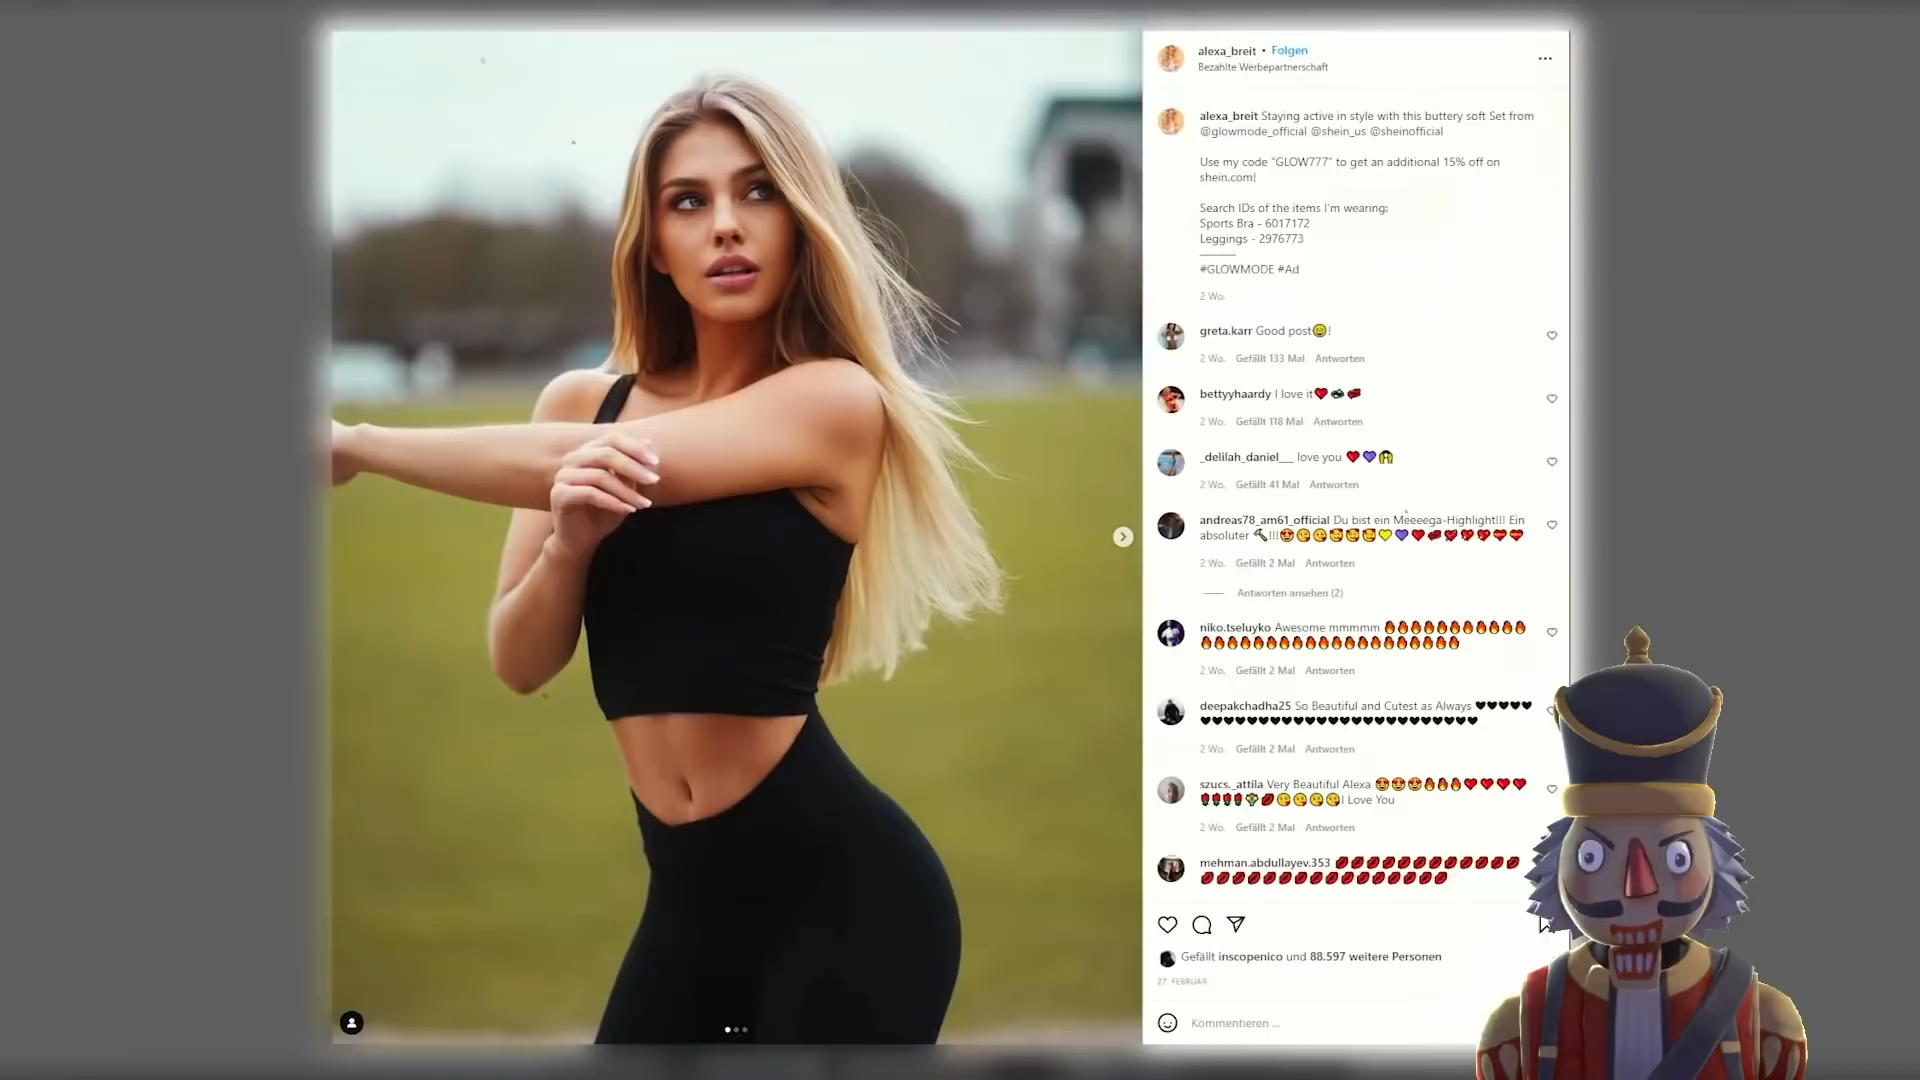 alexa_breit • Folgen
Bezahlte Werbepartnerschaft
alexa_breit Staying active in style with this buttery soft Set from
@glowmode_official @shein_us @sheinofficial
Use my code "GLOW777" to get an additional 15% off on
shein.com!
Search IDs of the items I'm wearing:
Sports Bra - 6017172
Leggings - 2976773
#GLOWMODE #Ad
2 Wo.
greta.karr Good post😄!
2 Wo. Gefällt 133 Mal Antworten
bettyyhaardy I love it
2 Wo. Gefällt 118 Mal Antworten
_delilah_daniel__ love you
2 Wo. Gefällt 41 Mal Antworten
andreas78_am61_official Du bist ein Meeeega-Highlight!!! Ein
absoluter 🔨!!!
2 Wo. Gefällt 2 Mal Antworten
Antworten ansehen (2)
niko.tseluyko Awesome mmmmm
2 Wo. Gefällt 2 Mal Antworten
deepakchadha25 So Beautiful and Cutest as Always
2 Wo. Gefällt 2 Mal Antworten
szucs._attila Very Beautiful Alexa
I Love You
2 Wo. Gefällt 2 Mal Antworten
mehman.abdullayev.353
Gefällt inscopenico und 88.597 weitere Personen
27. FEBRUAR
Kommentieren ...